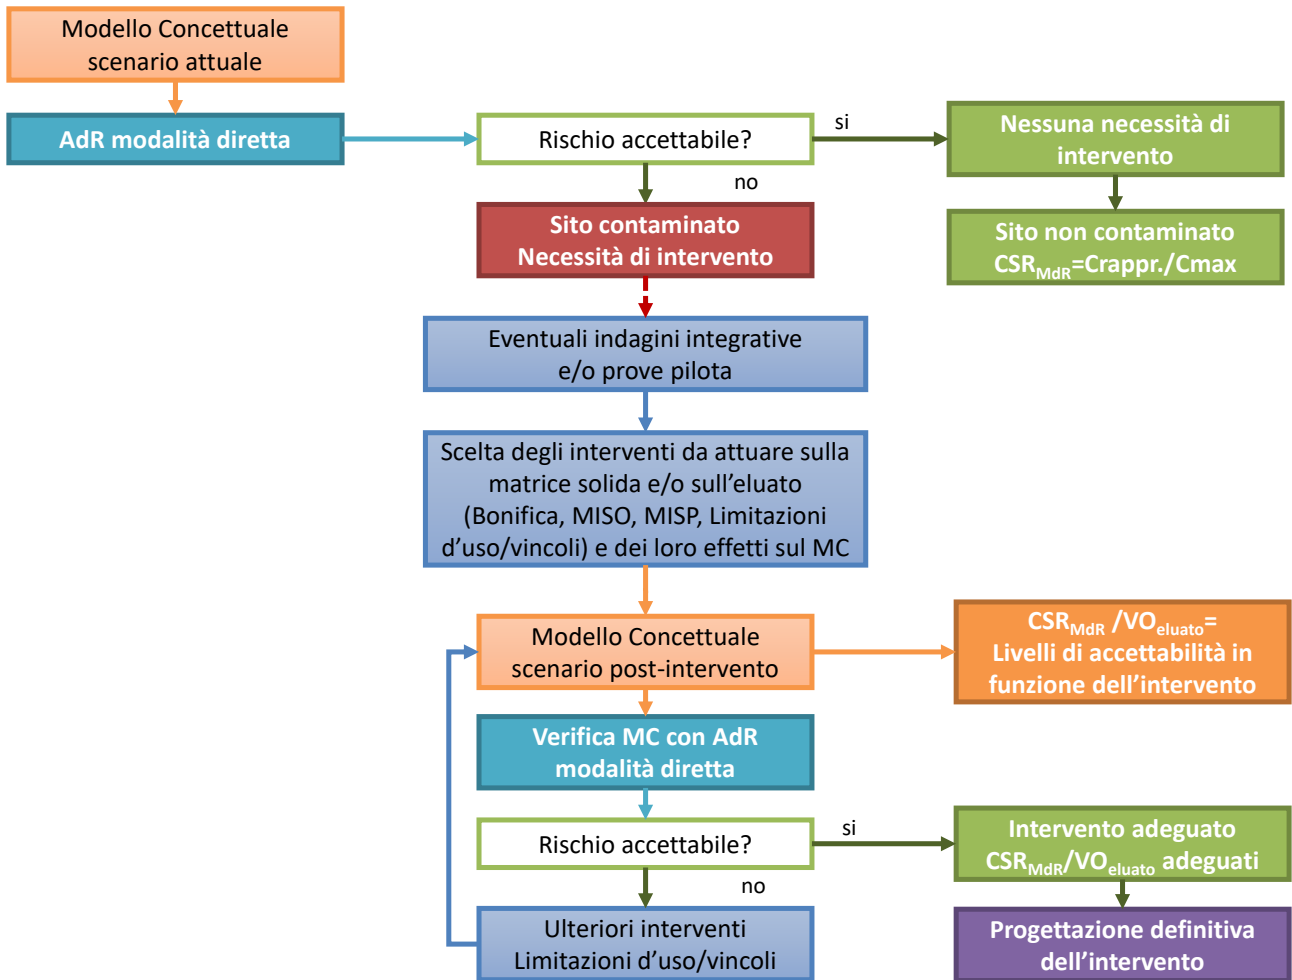 Modello Concettuale
scenario attuale
AdR modalità diretta
Rischio accettabile?
si
Nessuna necessità di
intervento
no
Sito contaminato
Necessità di intervento
Sito non contaminato
CSRMdR=Crappr./Cmax
Eventuali indagini integrative
e/o prove pilota
Scelta degli interventi da attuare sulla
matrice solida e/o sull’eluato
(Bonifica, MISO, MISP, Limitazioni
d’uso/vincoli) e dei loro effetti sul MC
Modello Concettuale
scenario post-intervento
CSRMdR /VOeluato=
Livelli di accettabilità in
funzione dell’intervento
Verifica MC con AdR
modalità diretta
Rischio accettabile?
si
Intervento adeguato
CSRMdR/VOeluato adeguati
no
Ulteriori interventi
Limitazioni d’uso/vincoli
Progettazione definitiva
dell’intervento